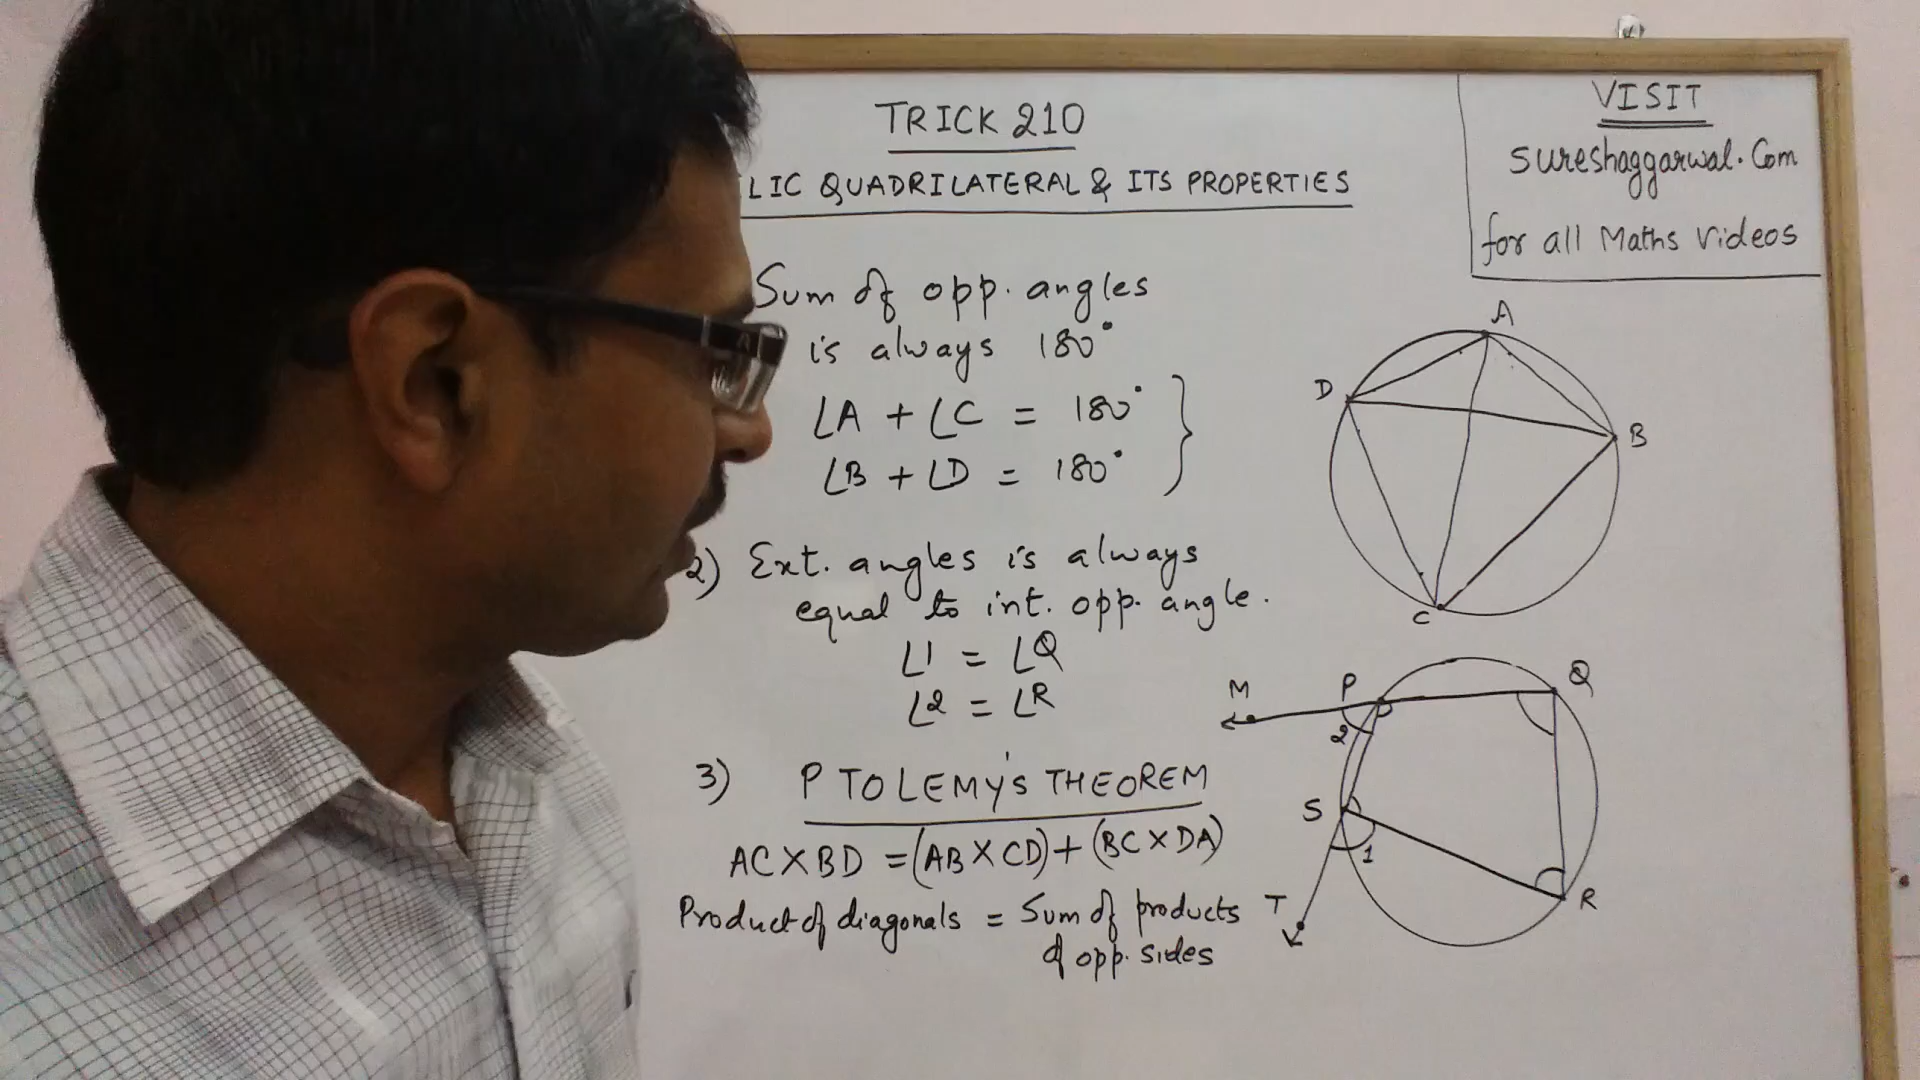 TRICK 210
LIC QUADRILATERAL & ITS PROPERTIES
Sum of opp. angles
is always 180°
∠A + ∠C = 180° }
∠B + ∠D = 180°
2) Ext. angles is always
equal to int. opp. angle.
∠1 = ∠Q
∠2 = ∠R
3) PTOLEMY'S THEOREM
AC X BD = (AB X CD) + (BC X DA)
Product of diagonals = Sum of products
of opp. sides
VISIT
sureshaggarwal.Com
for all Maths Videos
A
D
B
C
M
P
Q
2
S
1
T
R